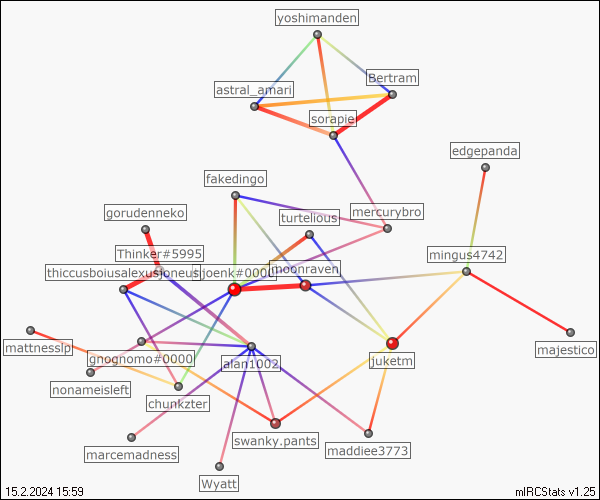 yoshimanden
Bertram
astral_amari
sorapie
edgepanda
fakedingo
gorudenneko
turtelious
mercurybro
Thinker#5995
mingus4742
thiccusboiusalexusioneus
sjoenk#0000
moonraven
mattnesslp
gnognomo#0000
alan1002
juketm
majestico
nonameisleft
chunkzter
swanky.pants
maddiee3773
marcemadness
Wyatt
15.2.2024 15:59
mIRCStats v1.25